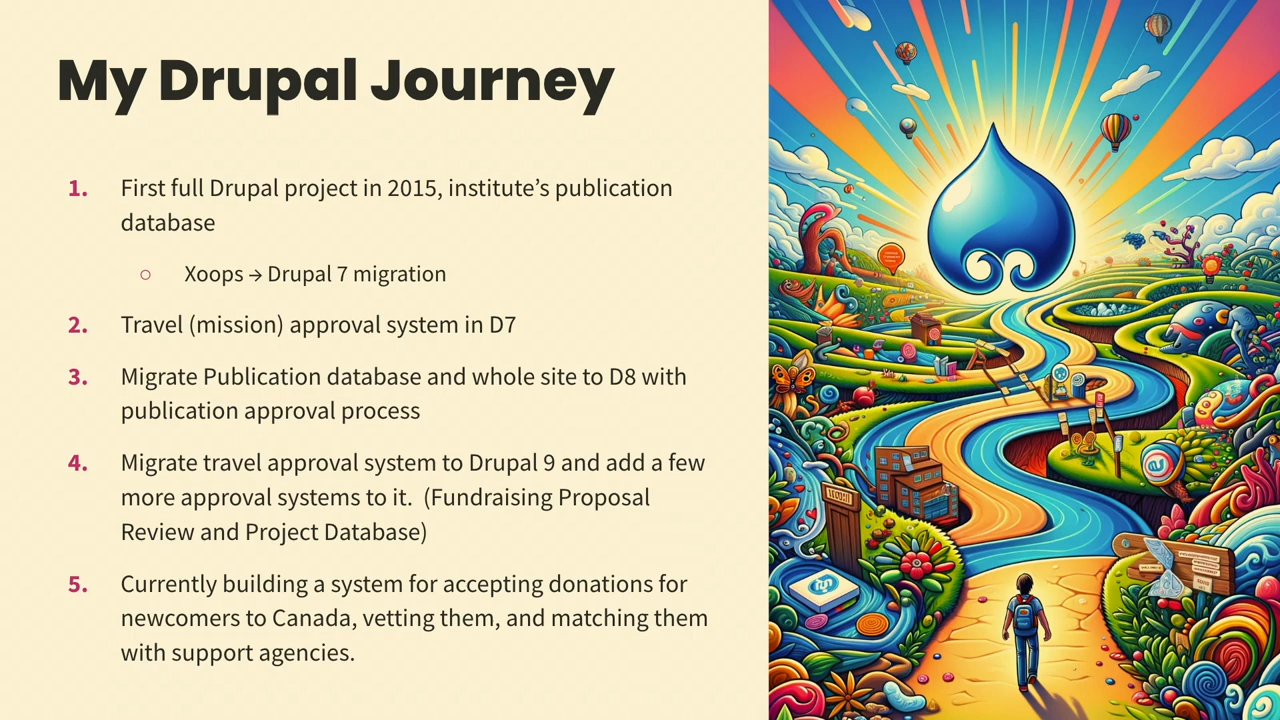 My Drupal Journey
1. First full Drupal project in 2015, institute’s publication
database
○ Xoops → Drupal 7 migration
2. Travel (mission) approval system in D7
3. Migrate Publication database and whole site to D8 with
publication approval process
4. Migrate travel approval system to Drupal 9 and add a few
more approval systems to it.  (Fundraising Proposal
Review and Project Database)
5. Currently building a system for accepting donations for
newcomers to Canada, vetting them, and matching them
with support agencies.